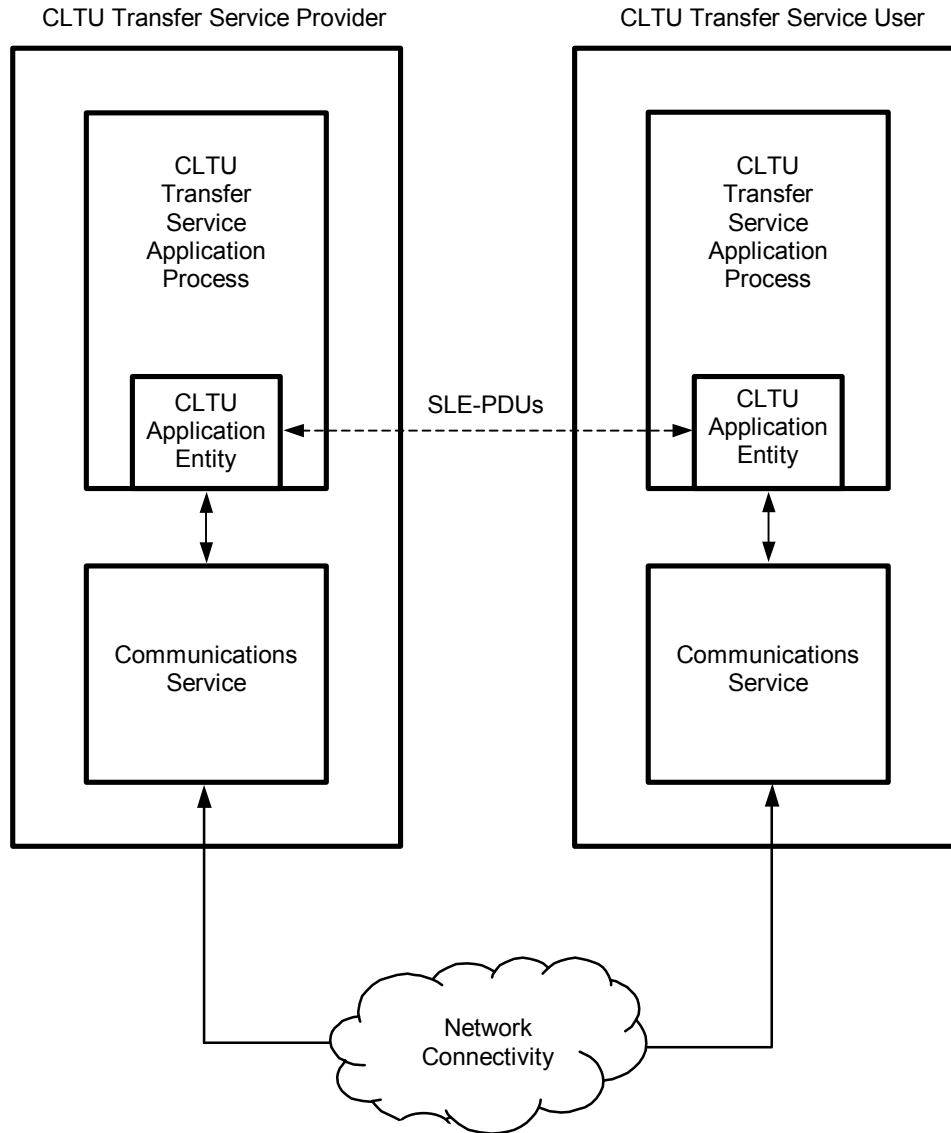 CLTU Transfer Service Provider
CLTU Transfer Service User
CLTU
Transfer
Service
Application
Process
CLTU
Transfer
Service
Application
Process
CLTU
Application
Entity
SLE-PDUs
CLTU
Application
Entity
Communications
Service
Communications
Service
Network
Connectivity